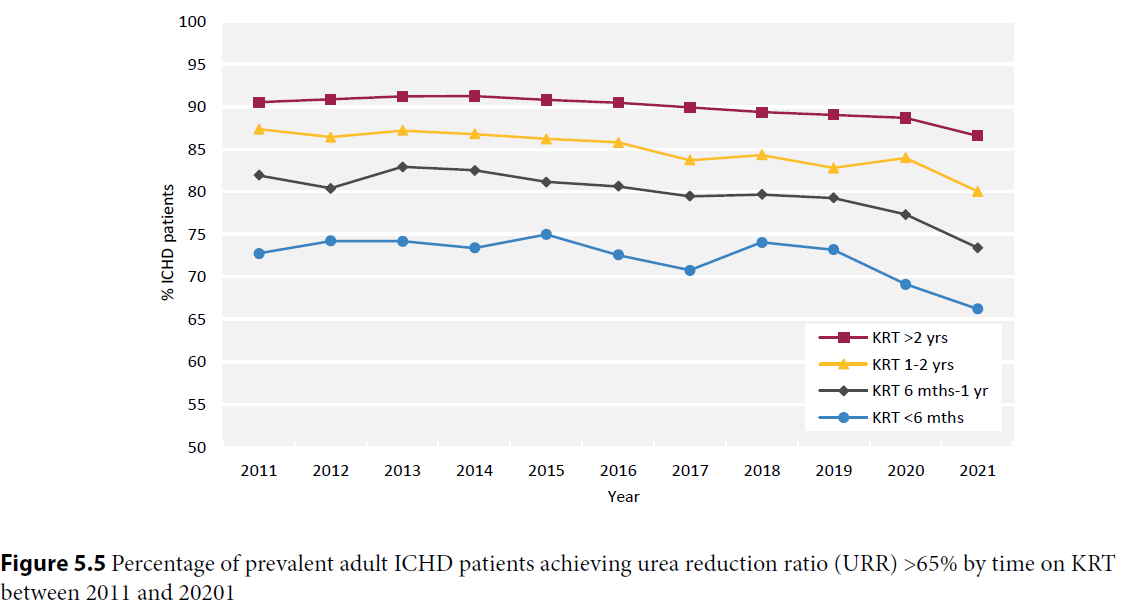 100
95
90
85
80
75
70
65
60
55
50
% ICHD patients
KRT >2 yrs
KRT 1-2 yrs
KRT 6 mths-1 yr
KRT <6 mths
2011 2012 2013 2014 2015 2016 2017 2018 2019 2020 2021
Year
Figure 5.5 Percentage of prevalent adult ICHD patients achieving urea reduction ratio (URR) >65% by time on KRT
between 2011 and 20201